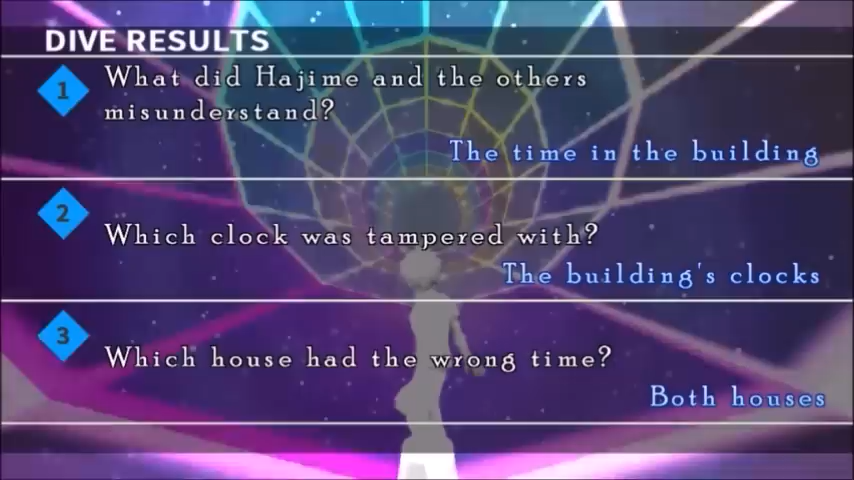 DIVE RESULTS
1
What did Hajime and the others
misunderstand?
The time in the building
2
Which clock was tampered with?
The building's clocks
3
Which house had the wrong time?
Both houses